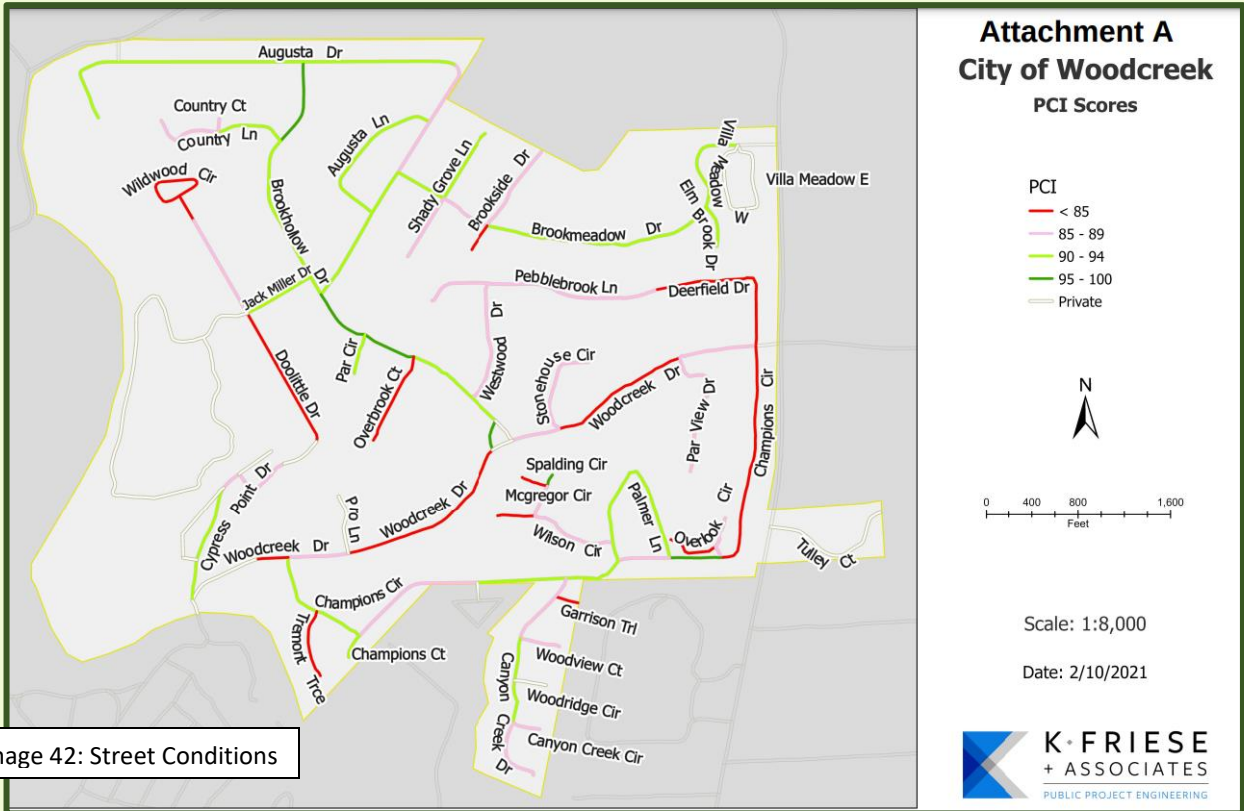 Augusta Dr
Country Ct
Country Ln
Augusta Ln
Wildwood Cir
Shady Grove Ln
Brookside Dr
Villa Meadow W
Villa Meadow E
Elm Brook Dr
Brookhollow Dr
Brookmeadow Dr
Jack Miller Dr
Pebblebrook Ln
Deerfield Dr
Doolittle Dr
Par Cir
Overbrook Ct
Westwood Dr
Stonehouse Cir
Woodcreek Dr
Par View Dr
Champions Cir
Cypress Point Dr
Pro Ln
Woodcreek Dr
Spalding Cir
Mcgregor Cir
Wilson Cir
Palmer Ln
Overbok Cir
Tulley Ct
Woodcreek Dr
Champions Cir
Tremont Trce
Champions Ct
Garrison Trl
Woodview Ct
Canyon Creek Dr
Woodridge Cir
Canyon Creek Cir
nage 42: Street Conditions
Attachment A
City of Woodcreek
PCI Scores
PCI
< 85
85 - 89
90 - 94
95 - 100
Private
N
0 400 800 1,600
Feet
Scale: 1:8,000
Date: 2/10/2021
K FRIESE
+ ASSOCIATES
PUBLIC PROJECT ENGINEERING